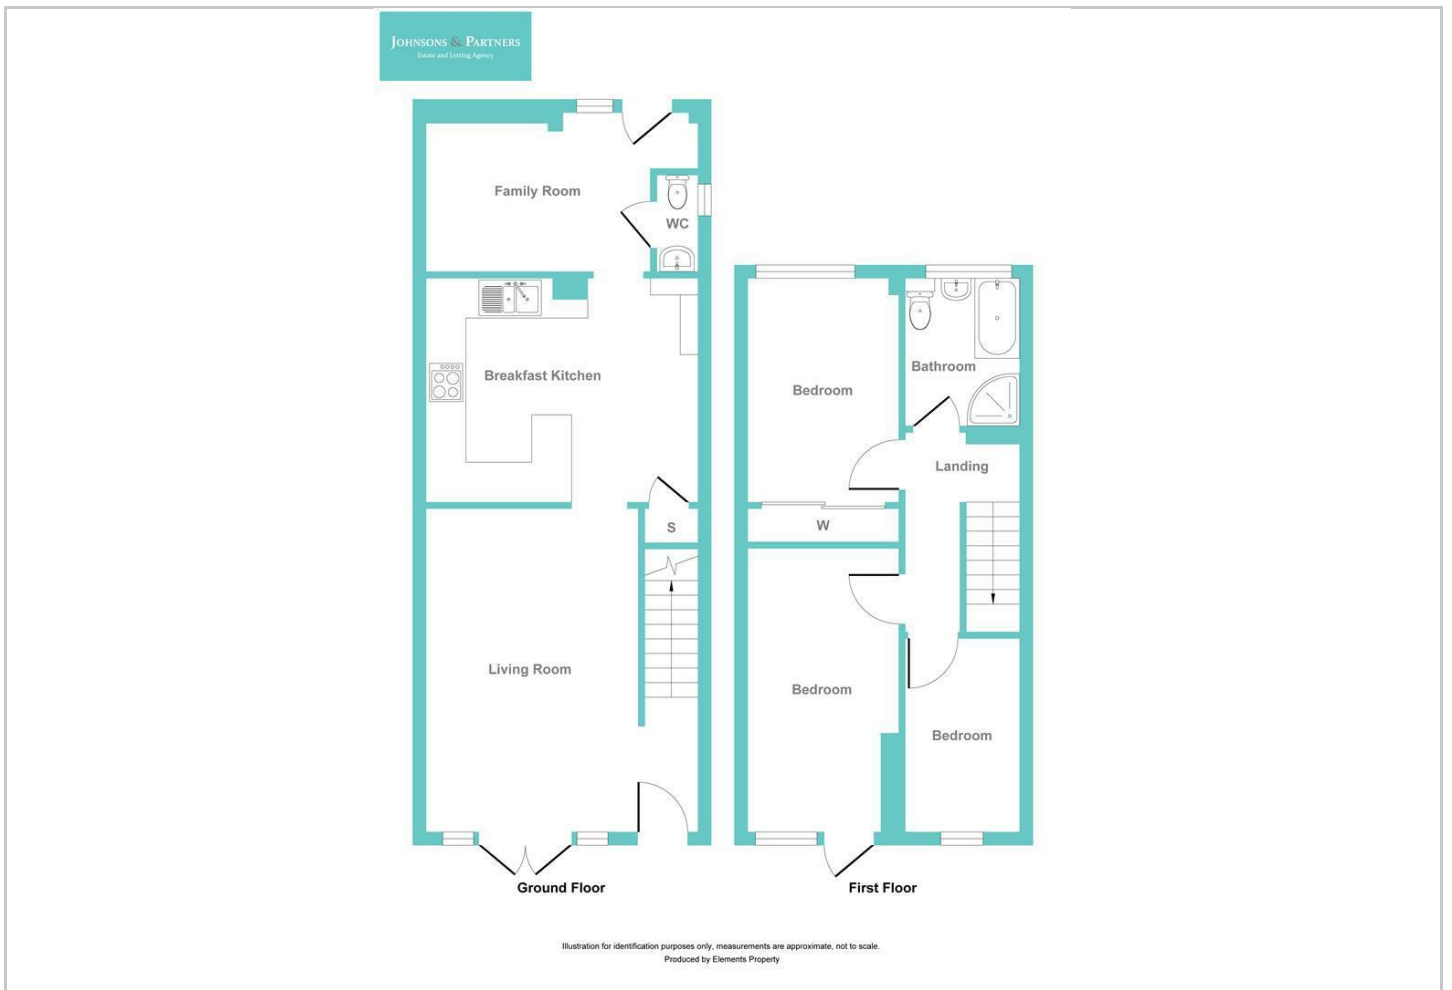 JOHNSONS & PARTNERS
Estate and Letting Agency
Family Room
WC
Breakfast Kitchen
S
Living Room
Ground Floor
Bedroom
Bathroom
Landing
W
Bedroom
Bedroom
First Floor
Illustration for identification purposes only, measurements are approximate, not to scale.
Produced by Elements Property